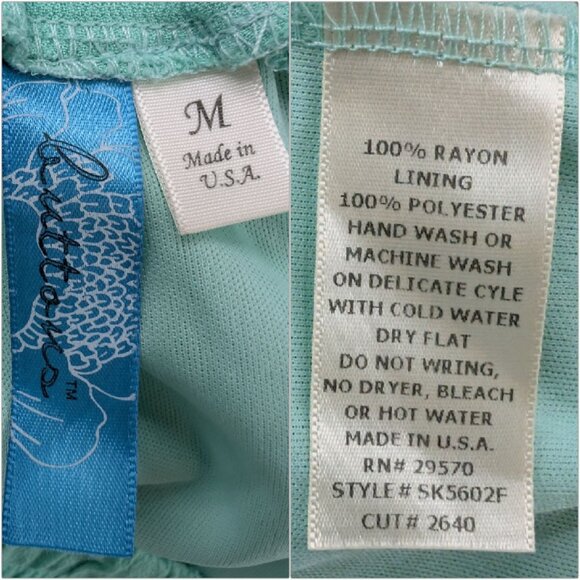 buttons™
M
Made in
U.S.A.
100% RAYON
LINING
100% POLYESTER
HAND WASH OR
MACHINE WASH
ON DELICATE CYLE
WITH COLD WATER
DRY FLAT
DO NOT WRING,
NO DRYER, BLEACH
OR HOT WATER
MADE IN U.S.A.
RN# 29570
STYLE# SK5602F
CUT# 2640